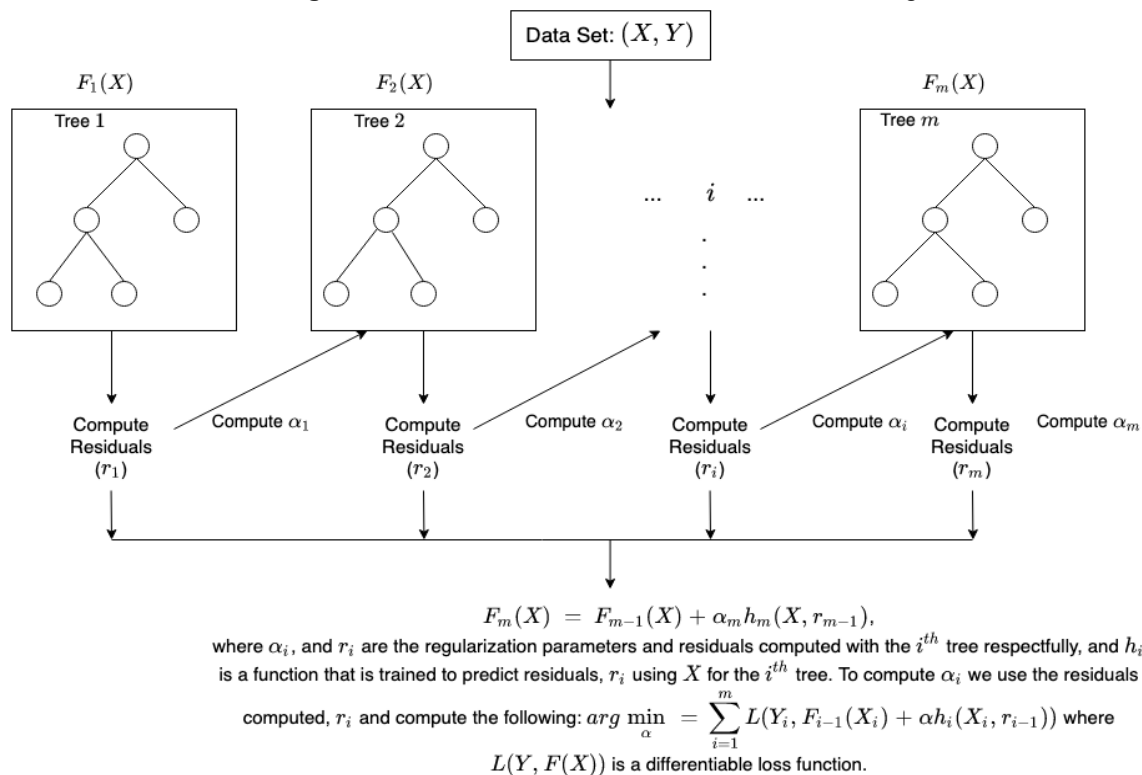 Data Set: (X, Y)
F₁(X) F₂(X) Fₘ(X)
Tree 1 Tree 2 Tree m
... i ...
.
.
.
Compute Residuals (r₁)
Compute α₁
Compute Residuals (r₂)
Compute α₂
Compute Residuals (rᵢ)
Compute αᵢ
Compute Residuals (rₘ)
Compute αₘ
Fₘ(X) = Fₘ₋₁(X) + αₘhₘ(X, rₘ₋₁),
where αᵢ, and rᵢ are the regularization parameters and residuals computed with the iᵗʰ tree respectfully, and hᵢ
is a function that is trained to predict residuals, rᵢ using X for the iᵗʰ tree. To compute αᵢ we use the residuals
computed, rᵢ and compute the following: arg min_α = ∑_{i=1}^{m} L(Yᵢ, Fᵢ₋₁(Xᵢ) + αhᵢ(Xᵢ, rᵢ₋₁)) where
L(Y, F(X)) is a differentiable loss function.